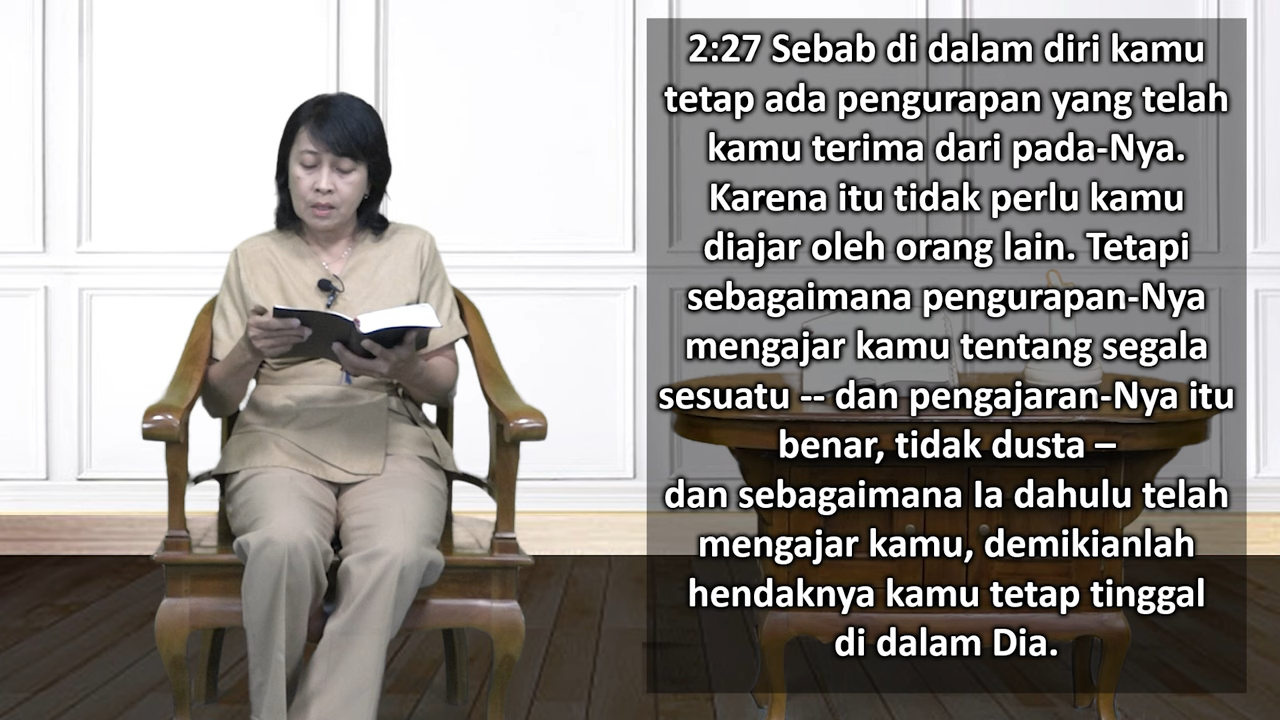 2:27 Sebab di dalam diri kamu
tetap ada pengurapan yang telah
kamu terima dari pada-Nya.
Karena itu tidak perlu kamu
diajar oleh orang lain. Tetapi
sebagaimana pengurapan-Nya
mengajar kamu tentang segala
sesuatu -- dan pengajaran-Nya itu
benar, tidak dusta –
dan sebagaimana Ia dahulu telah
mengajar kamu, demikianlah
hendaknya kamu tetap tinggal
di dalam Dia.